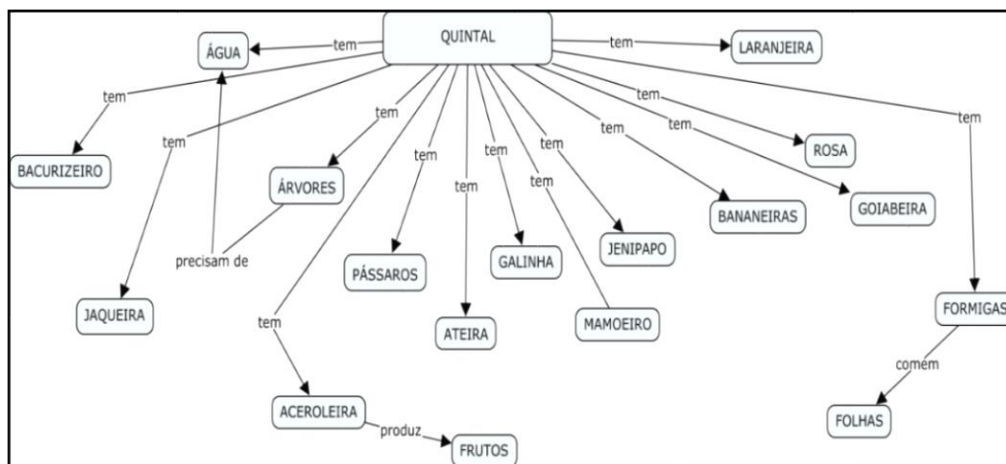 QUINTAL
ÁGUA
tem
tem
LARANJEIRA
tem
tem
tem
tem
tem
tem
tem
BACURIZEIRO
tem
ROSA
ÁRVORES
tem
tem
tem
tem
GOIABEIRA
BANANEIRAS
JENIPAPO
precisam de
PÁSSAROS
GALINHA
JAQUEIRA
tem
ATEIRA
MAMOEIRO
FORMIGAS
comem
ACEROLEIRA
produz
FOLHAS
FRUTOS